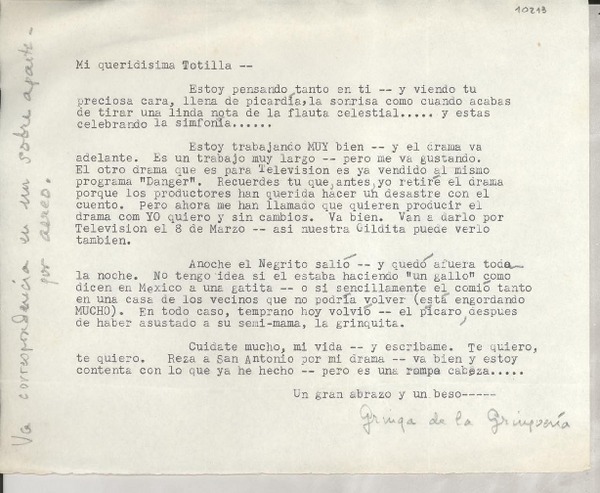 10213
Mi queridisima Totilla --
Estoy pensando tanto en ti -- y viendo tu
preciosa cara, llena de picardía, la sonrisa como cuando acabas
de tirar una linda nota de la flauta celestial..... y estas
celebrando la simfonía......
Estoy trabajando MUY bien -- y el drama va
adelante. Es un trabajo muy largo -- pero me va gustando.
El otro drama que es para Television es ya vendido al mismo
programa "Danger". Recuerdes tu que, antes, yo retiré el drama
porque los productores han querida hacer un desastre con el
cuento. Pero ahora me han llamado que quieren producir el
drama com YO quiero y sin cambios. Va bien. Van a darlo por
Television el 8 de Marzo -- asi nuestra Gildita puede verlo
tambien.
Anoche el Negrito salió -- y quedó afuera toda
la noche. No tengo idea si el estaba haciendo "un gallo" como
dicen en Mexico a una gatita -- o si sencillamente el comió tanto
en una casa de los vecinos que no podría volver (está engordando
MUCHO). En todo caso, temprano hoy volvió -- el pícaro despues
de haber asustado a su semi-mama, la grinquita.
Cuidate mucho, mi vida -- y escribame. Te quiero,
te quiero. Reza a San Antonio por mi drama -- va bien y estoy
contenta con lo que ya he hecho -- pero es una rompa cabeza.....
Un gran abrazo y un beso-----
Gringa de la Gringuería
Va correspondencia en un sobre aparte -
por aereo.